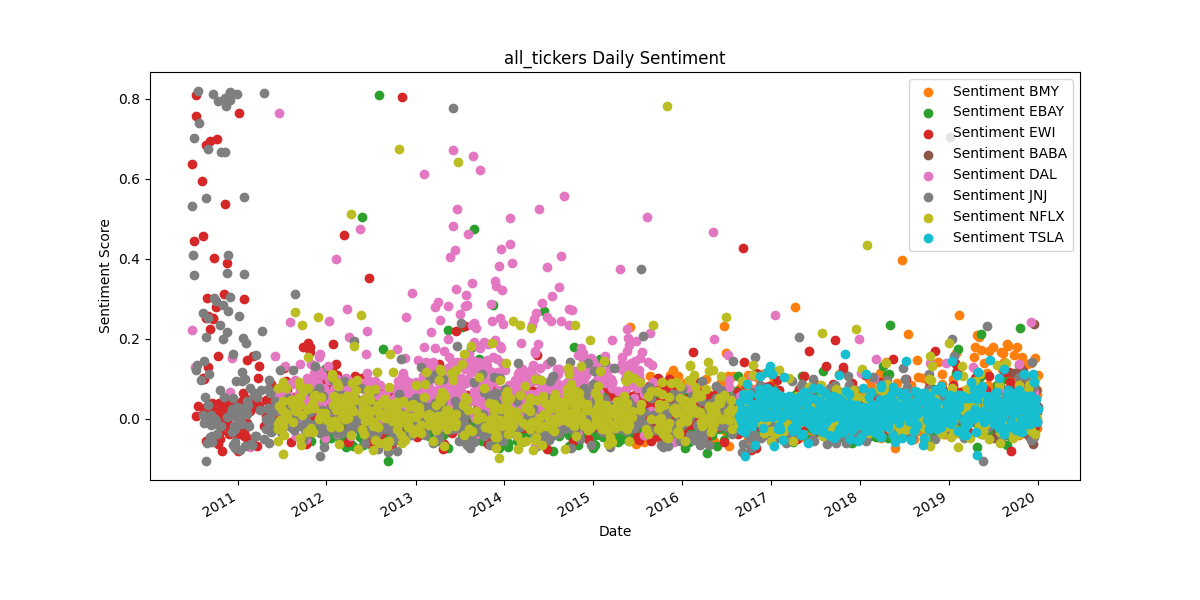 all_tickers Daily Sentiment
Sentiment Score
0.8
0.6
0.4
0.2
0.0
Sentiment BMY
Sentiment EBAY
Sentiment EWI
Sentiment BABA
Sentiment DAL
Sentiment JNJ
Sentiment NFLX
Sentiment TSLA
2011
2012
2013
2014
2015
2016
2017
2018
2019
2020
Date